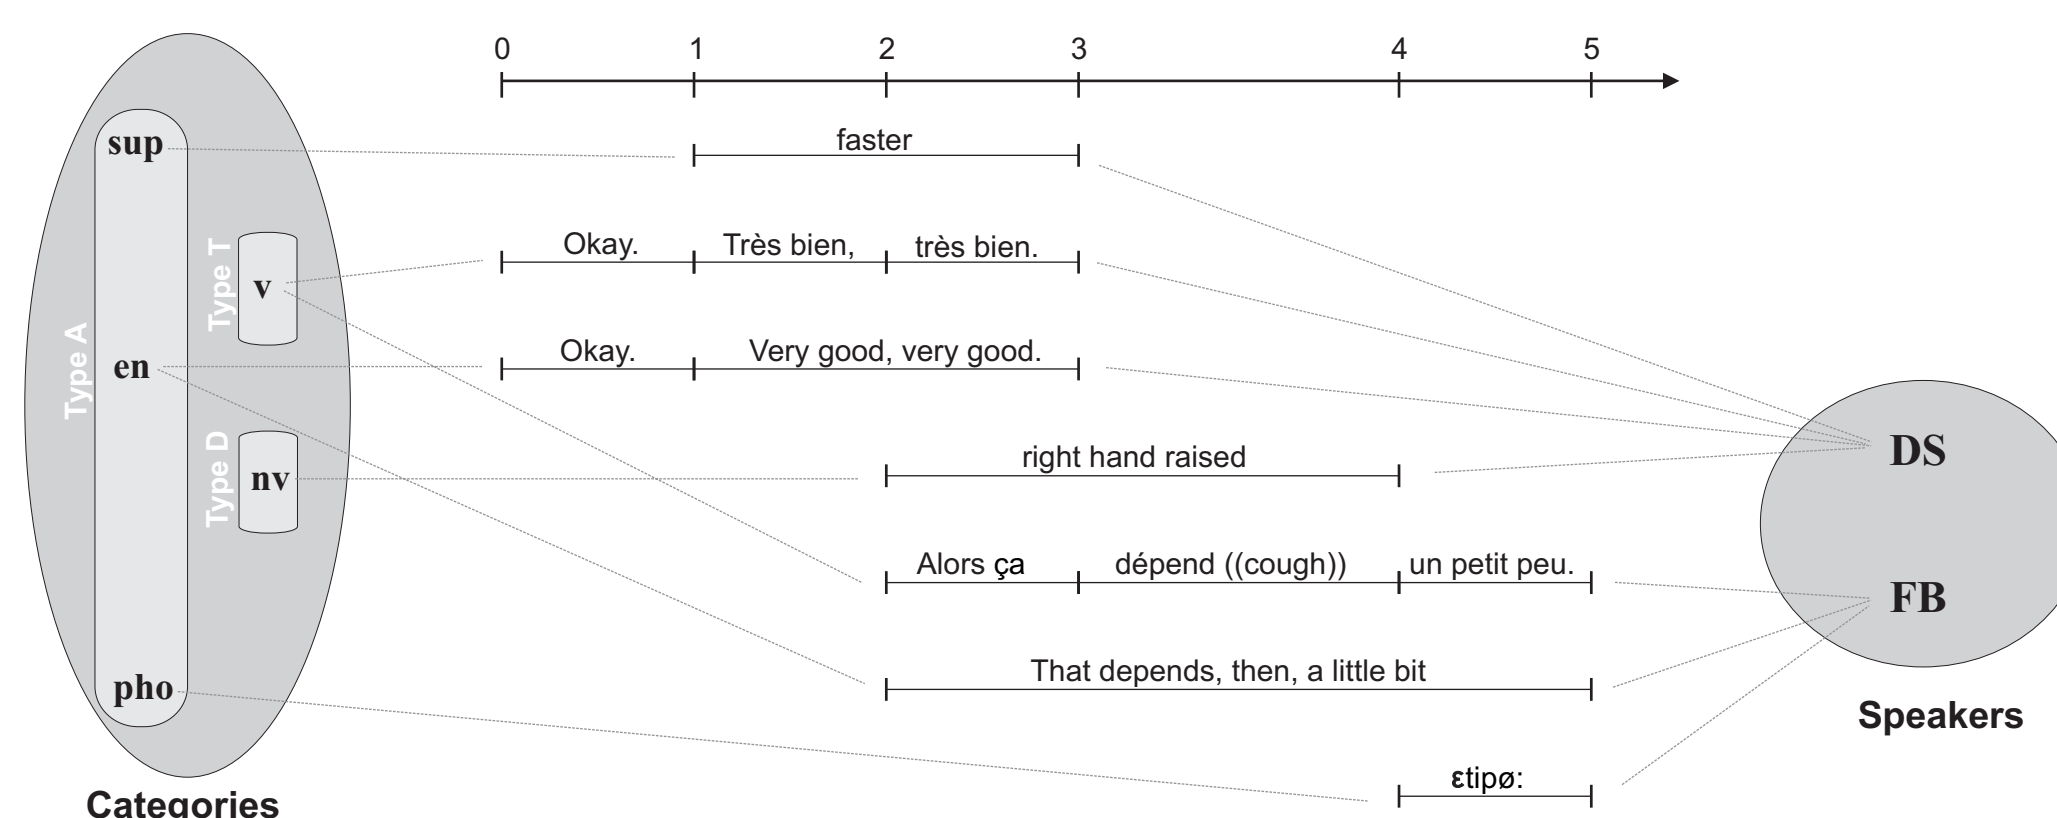 0 1 2 3 4 5
sup
faster
Type T
v
Okay. Très bien, très bien.
Type A
en
Okay. Very good, very good.
Type D
nv
right hand raised
DS
Alors ça dépend ((cough)) un petit peu.
FB
That depends, then, a little bit
pho
Speakers
εtipø:
Categories